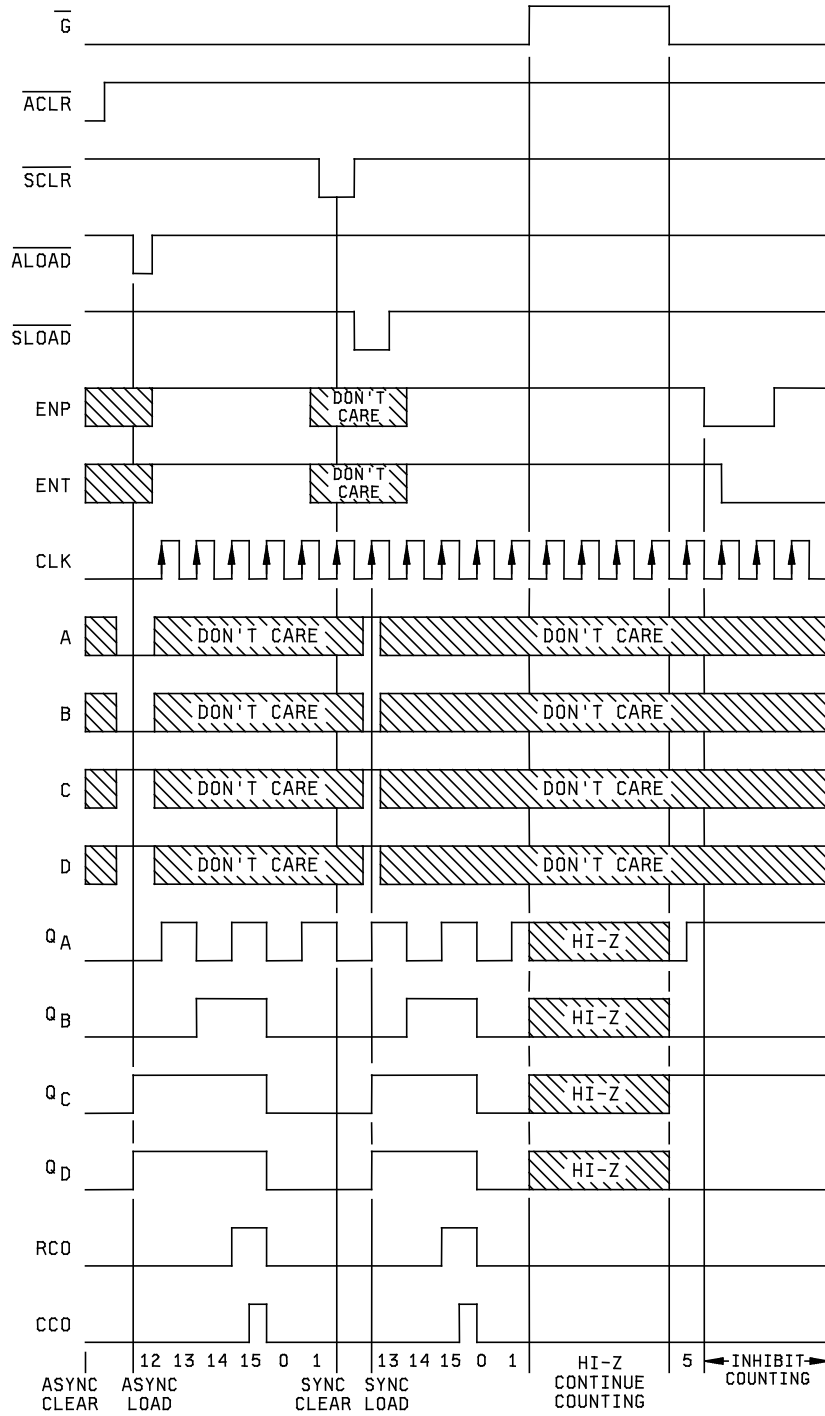 G
ACLR
SCLR
ALOAD
SLOAD
ENP DON'T CARE
ENT DON'T CARE
CLK
A DON'T CARE DON'T CARE
B DON'T CARE DON'T CARE
C DON'T CARE DON'T CARE
D DON'T CARE DON'T CARE
QA HI-Z
QB HI-Z
QC HI-Z
QD HI-Z
RCO
CCO
12 13 14 15 0 1 13 14 15 0 1 HI-Z 5 INHIBIT
ASYNC ASYNC SYNC SYNC CONTINUE COUNTING
CLEAR LOAD CLEAR LOAD COUNTING